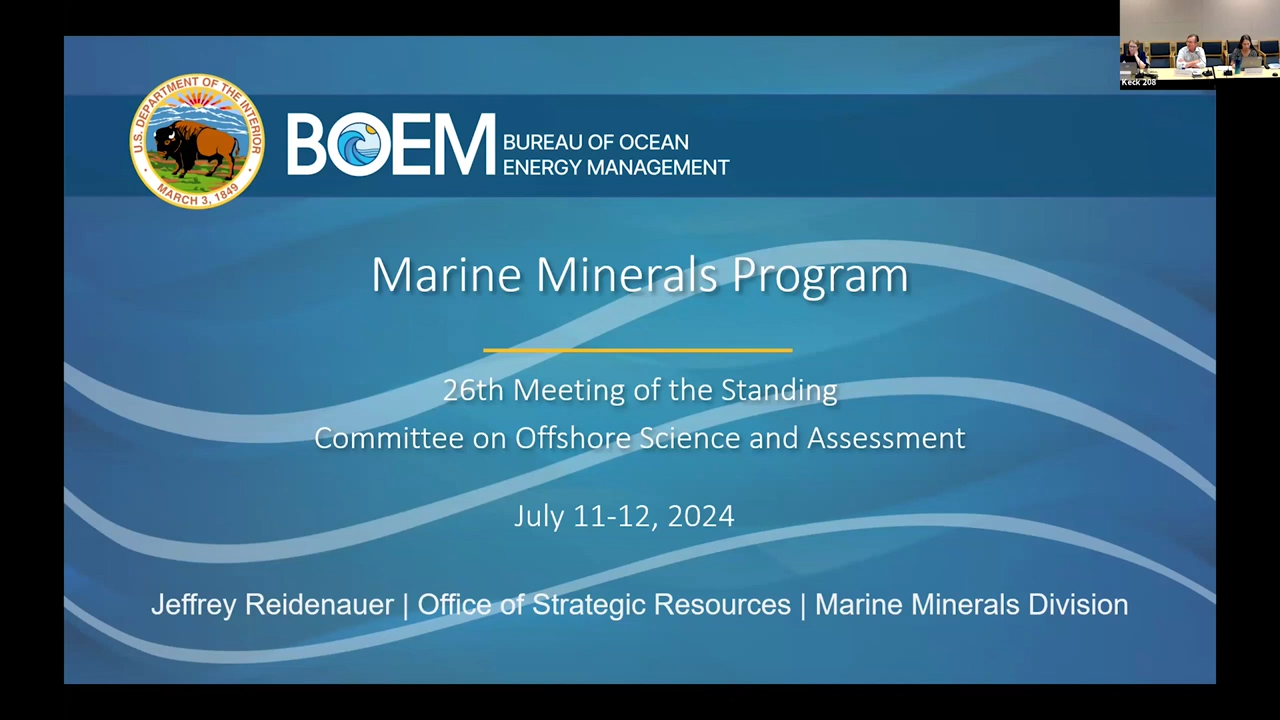 U.S. DEPARTMENT OF THE INTERIOR
MARCH 3, 1849
BOEM
BUREAU OF OCEAN
ENERGY MANAGEMENT
Keck 208
Marine Minerals Program
26th Meeting of the Standing
Committee on Offshore Science and Assessment
July 11-12, 2024
Jeffrey Reidenauer | Office of Strategic Resources | Marine Minerals Division